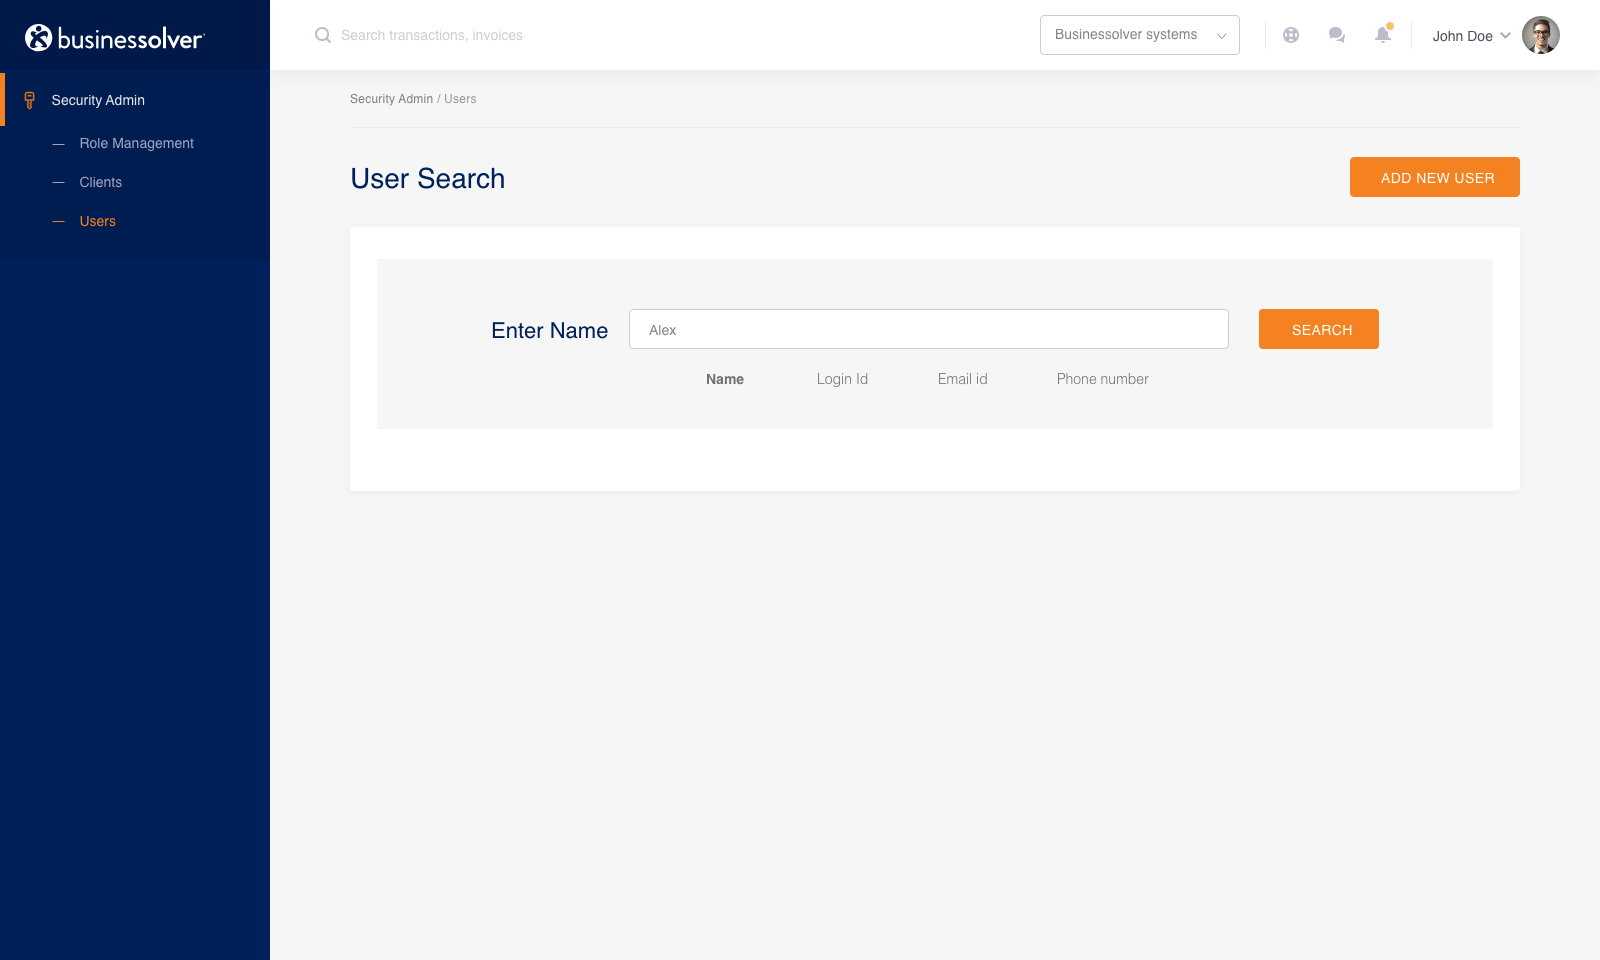 businessolver
Search transactions, invoices
Businessolver systems
John Doe
Security Admin
Role Management
Clients
Users
Security Admin / Users
User Search
ADD NEW USER
Enter Name
Alex
SEARCH
Name
Login Id
Email id
Phone number